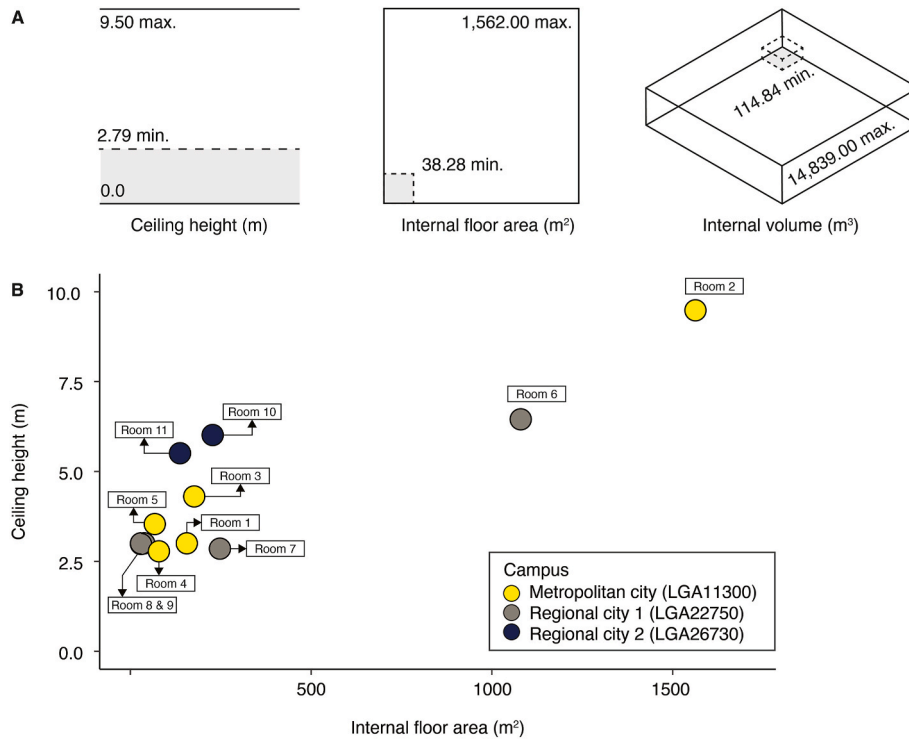 A
9.50 max.
2.79 min.
0.0
Ceiling height (m)
1,562.00 max.
38.28 min.
Internal floor area (m²)
114.84 min.
14,839.00 max.
Internal volume (m³)
B
10.0
7.5
5.0
2.5
0.0
Ceiling height (m)
Room 2
Room 6
Room 10
Room 11
Room 3
Room 5
Room 1
Room 7
Room 4
Room 8 & 9
Campus
Metropolitan city (LGA11300)
Regional city 1 (LGA22750)
Regional city 2 (LGA26730)
500
1000
1500
Internal floor area (m²)